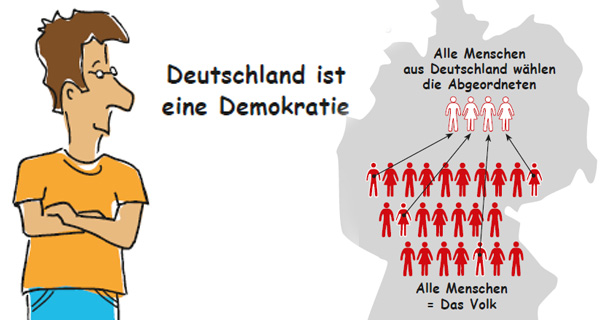 Deutschland ist
eine Demokratie
Alle Menschen
aus Deutschland wählen
die Abgeordneten
Alle Menschen
= Das Volk